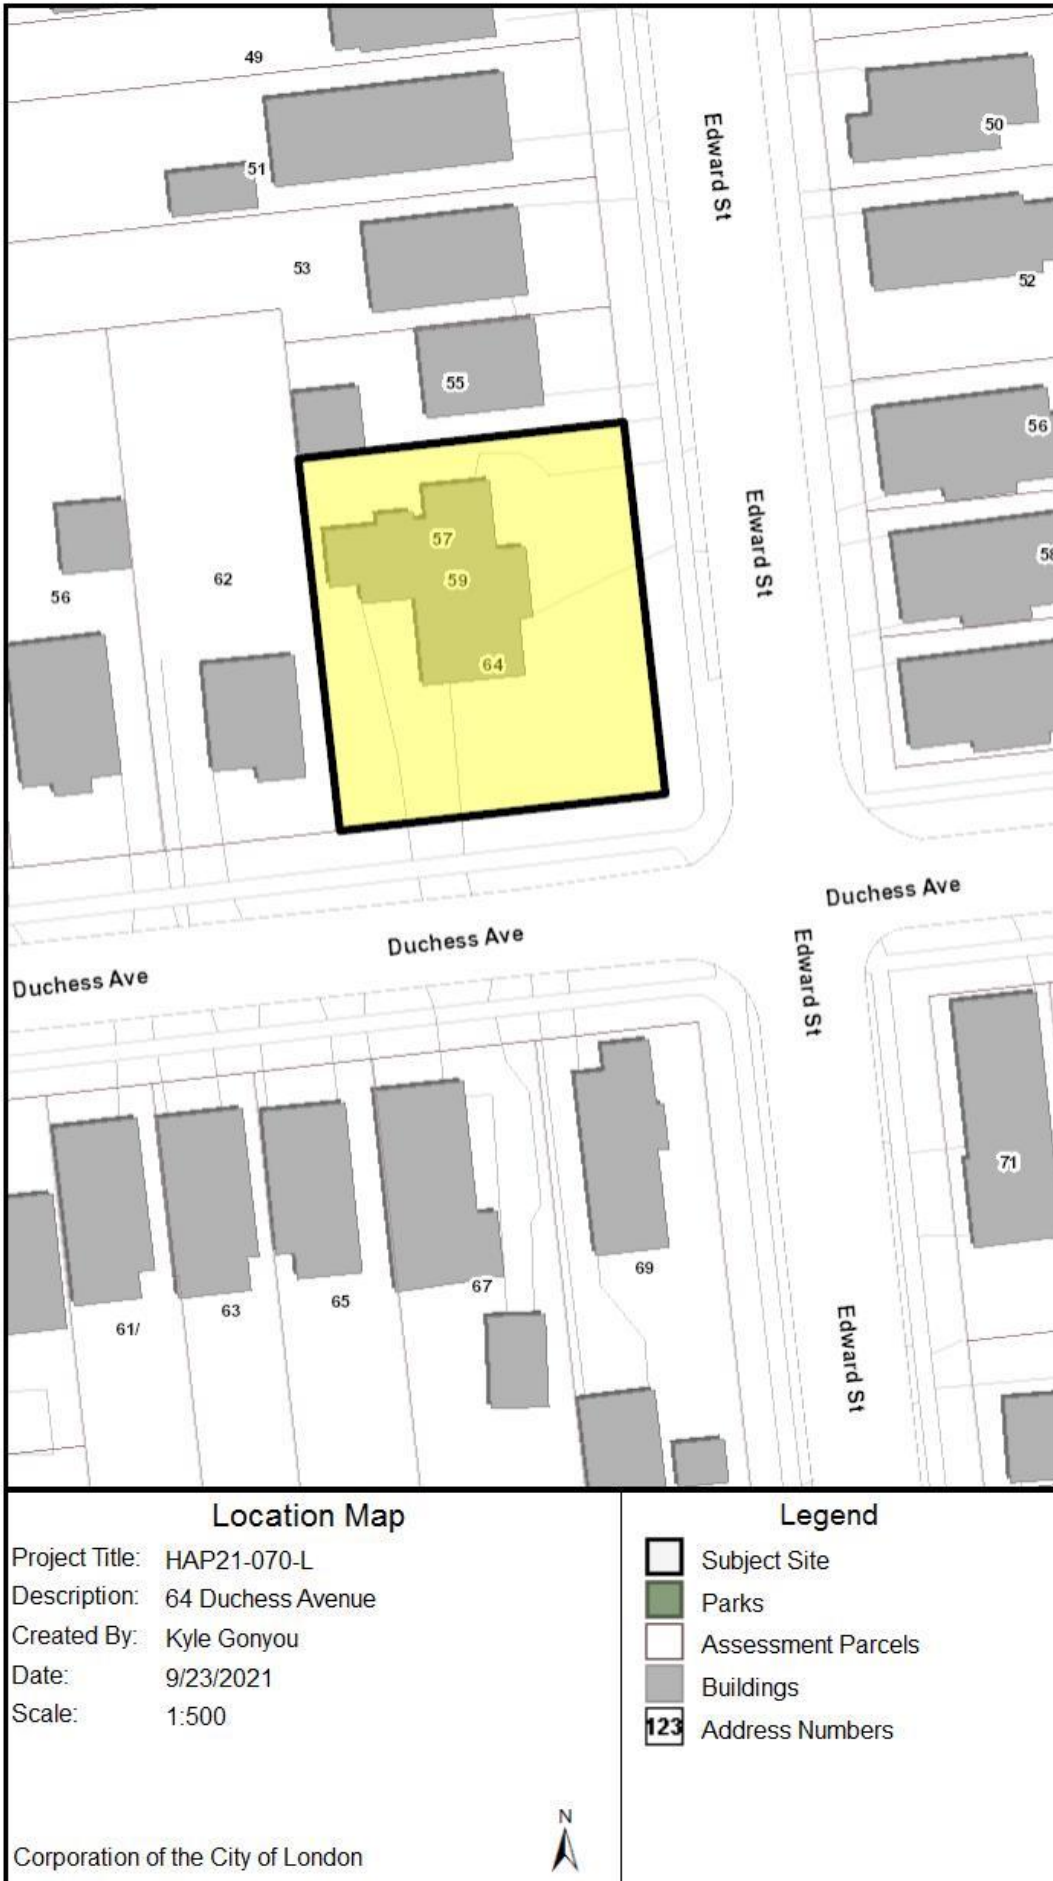 49
50
51
Edward St
53
52
55
56
57
Edward St
58
59
62
56
64
Duchess Ave
Duchess Ave
Duchess Ave
Edward St
71
69
67
65
63
61/
Edward St
Location Map
Project Title: HAP21-070-L
Description: 64 Duchess Avenue
Created By: Kyle Gonyou
Date: 9/23/2021
Scale: 1:500
N
Corporation of the City of London
Legend
Subject Site
Parks
Assessment Parcels
Buildings
123 Address Numbers